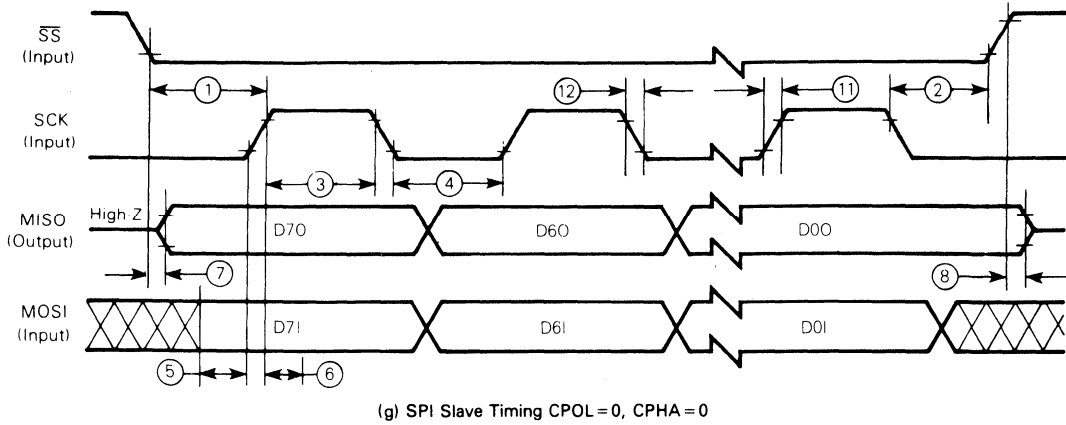 SS
(Input)
1
12
11
2
SCK
(Input)
3
4
MISO
(Output)
High-Z
D7O
D6O
D0O
7
8
MOSI
(Input)
D7I
D6I
D0I
5
6
(g) SPI Slave Timing CPOL=0, CPHA=0